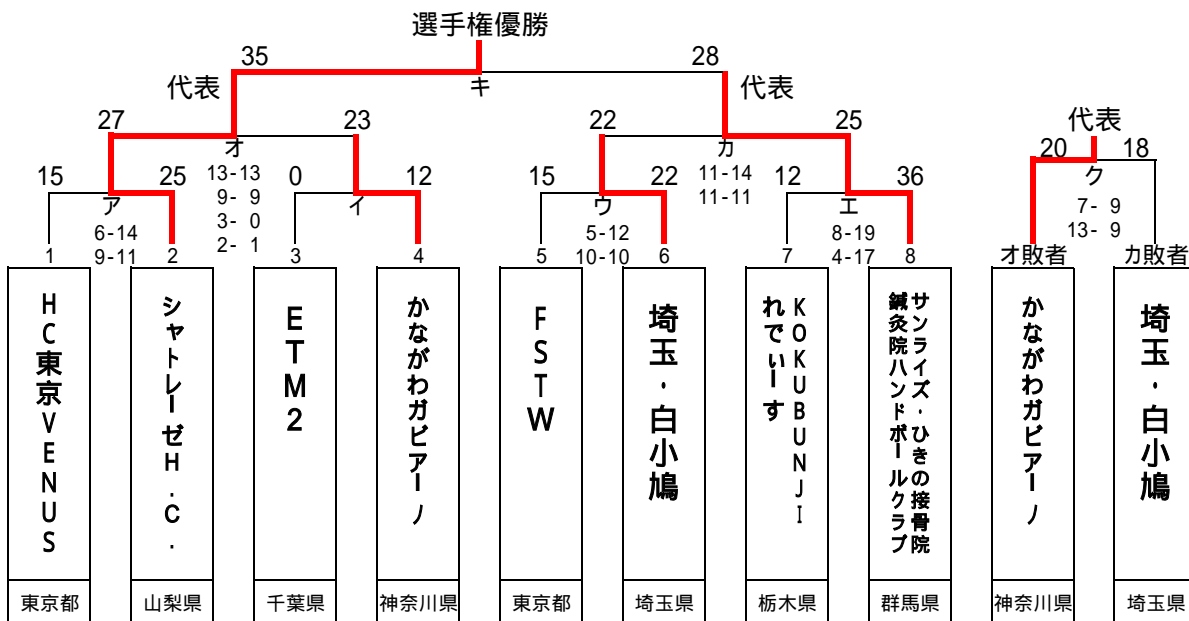 選手権優勝
35 28
代表 キ 代表
27 23 22 25 代表
オ カ 20 18
13-13 11-14 ク
15 25 9- 9 0 12 15 22 11-11 12 36 7- 9
ア 3- 0 イ ウ エ 13- 9
6-14 2- 1 5-12 8-19
9-11 10-10 4-17
1 2 3 4 5 6 7 8 オ敗者 カ敗者
HC東京VENUS
シャトレーゼH.C.
ETM2
かながわガビアーノ
FSTW
埼玉・白小鳩
KOKUBUNJI
れでぃーす
サンライズ・ひきの接骨院
鍼灸院ハンドボールクラブ
かながわガビアーノ
埼玉・白小鳩
東京都 山梨県 千葉県 神奈川県 東京都 埼玉県 栃木県 群馬県 神奈川県 埼玉県